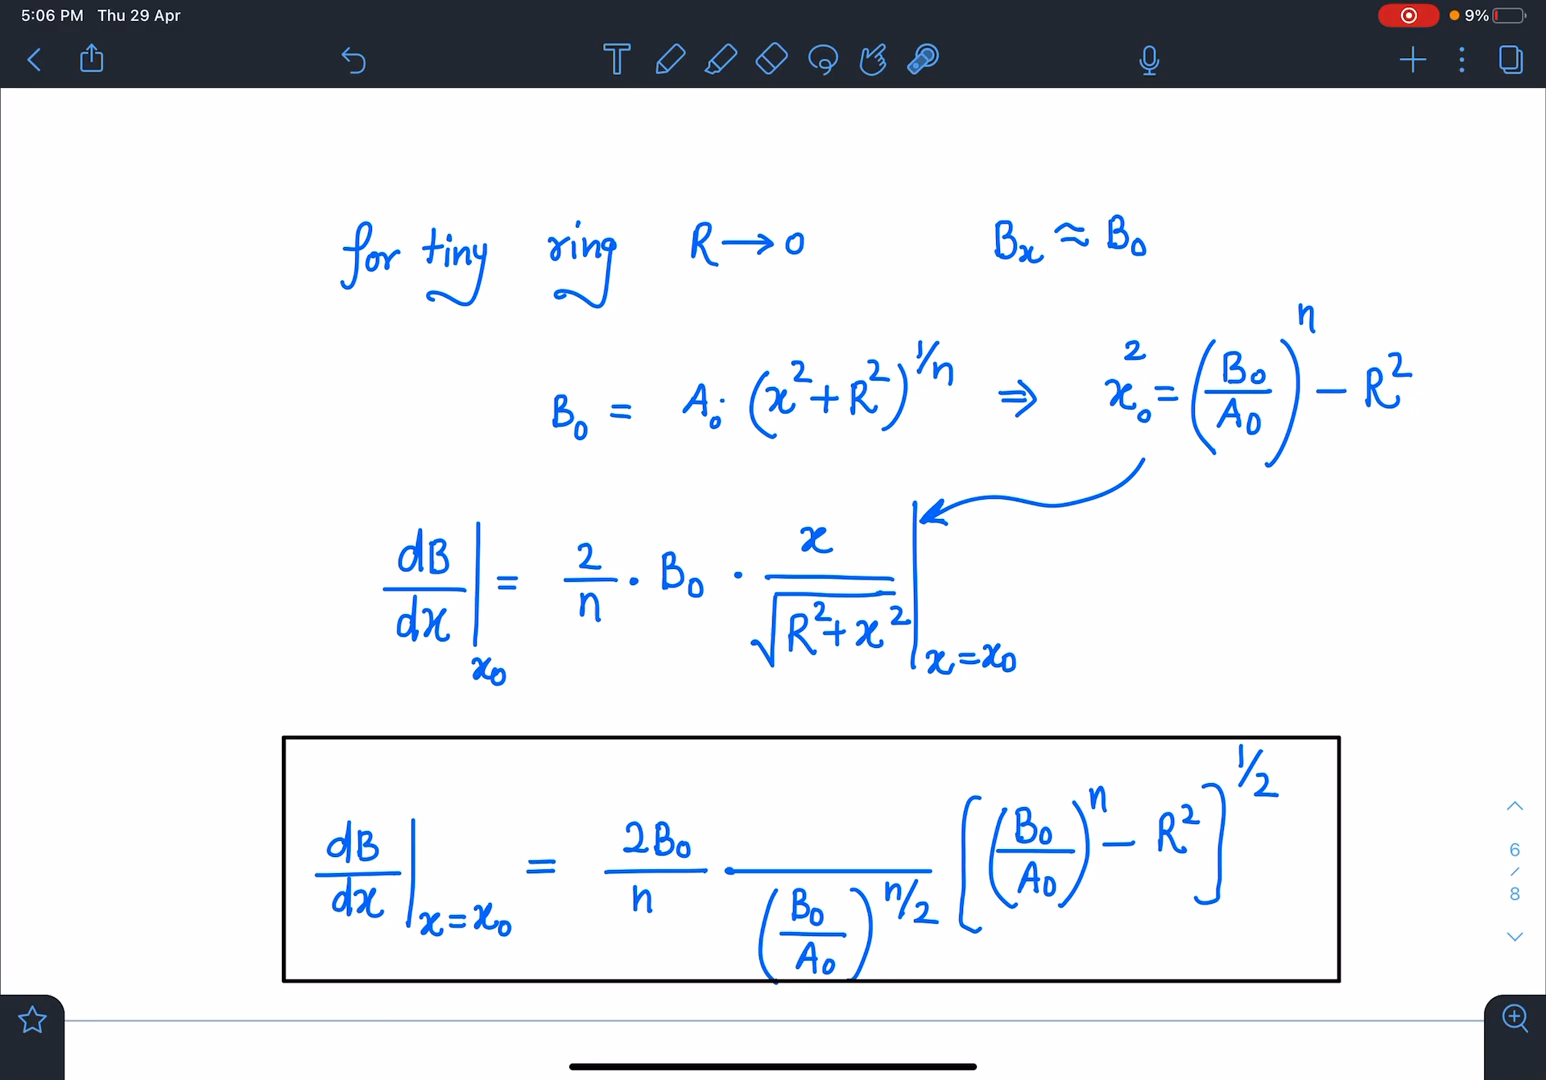 5:06 PM Thu 29 Apr 9%
T
for tiny ring R → 0 Bₓ ≈ B₀
B₀ = A₀ (x² + R²)^(1/n) ⇒ x₀² = (B₀/A₀)^n − R²
dB/dx |x₀ = 2/n · B₀ · x/√(R² + x²) |x=x₀
dB/dx |x=x₀ = 2B₀/n · 1/(B₀/A₀)^(n/2) [(B₀/A₀)^n − R²]^(1/2)
6/8